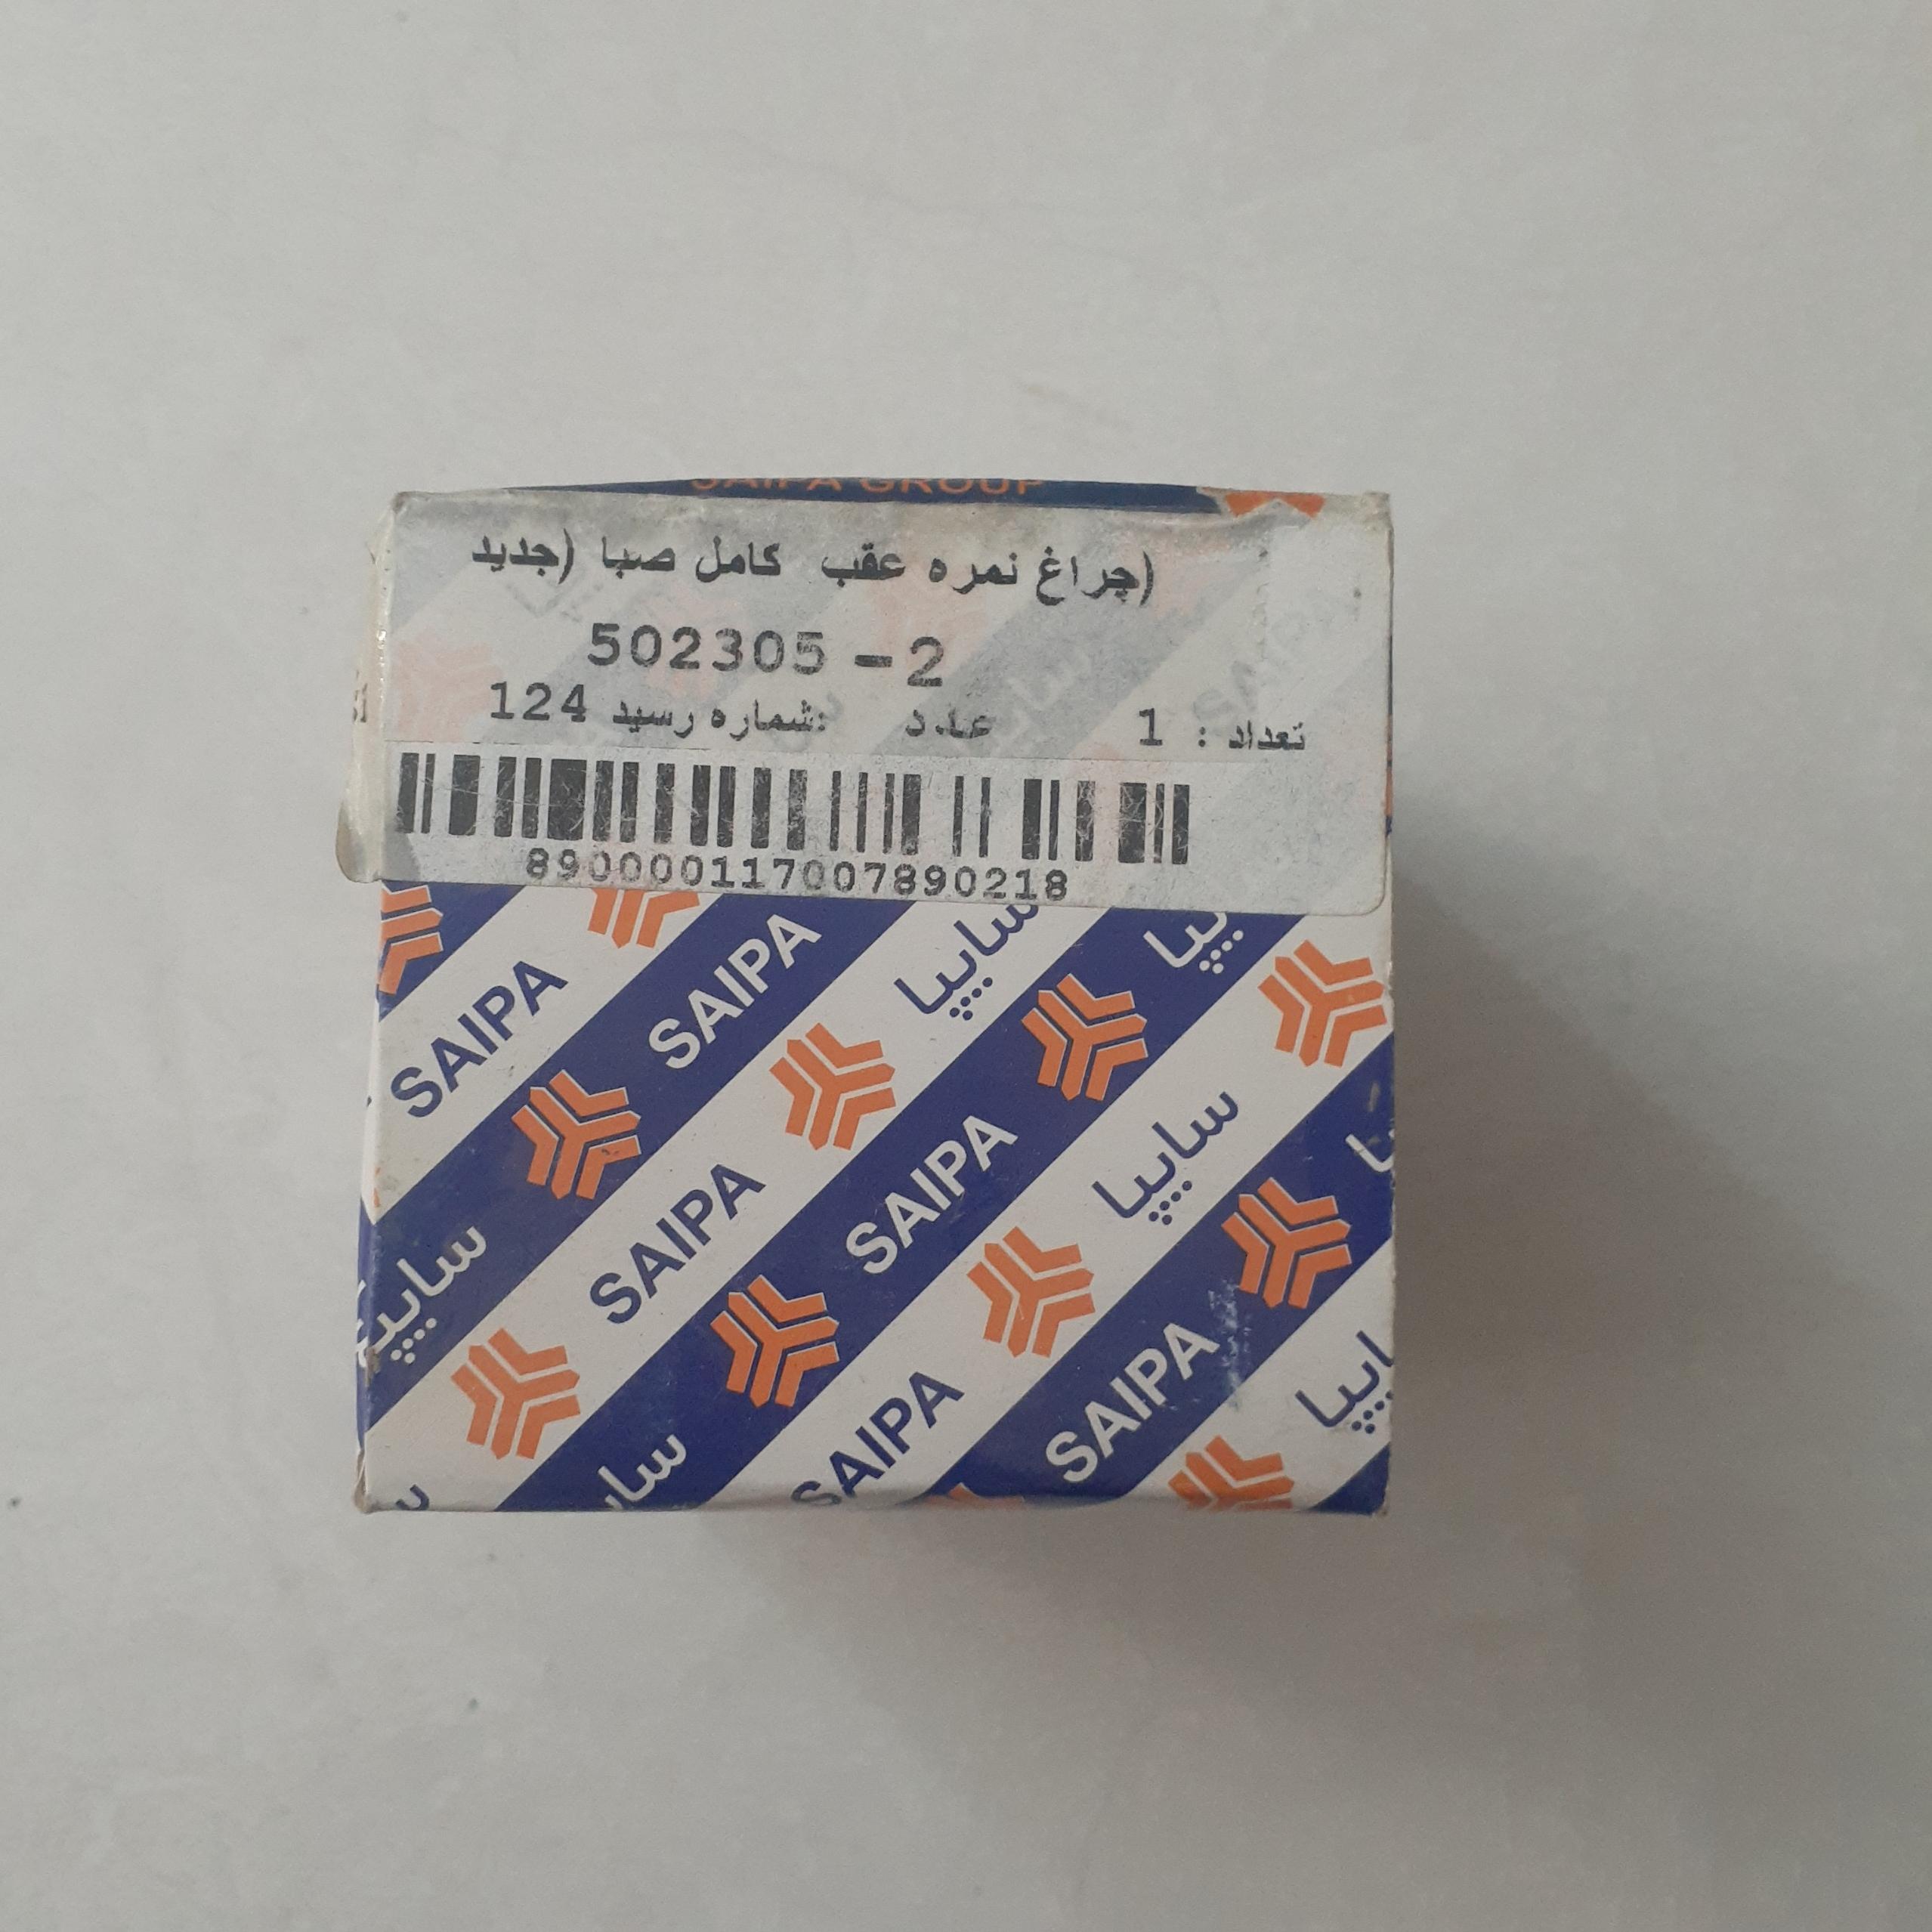 SAIPA GROUP
(چراغ نمره عقب کامل صبا (جدید
502305-2
تعداد : 1 عدد شماره رسید: 124
890000117007890218
SAIPA SAIPA سایپا
SAIPA SAIPA سایپا
سایپا SAIPA SAIPA سایپا